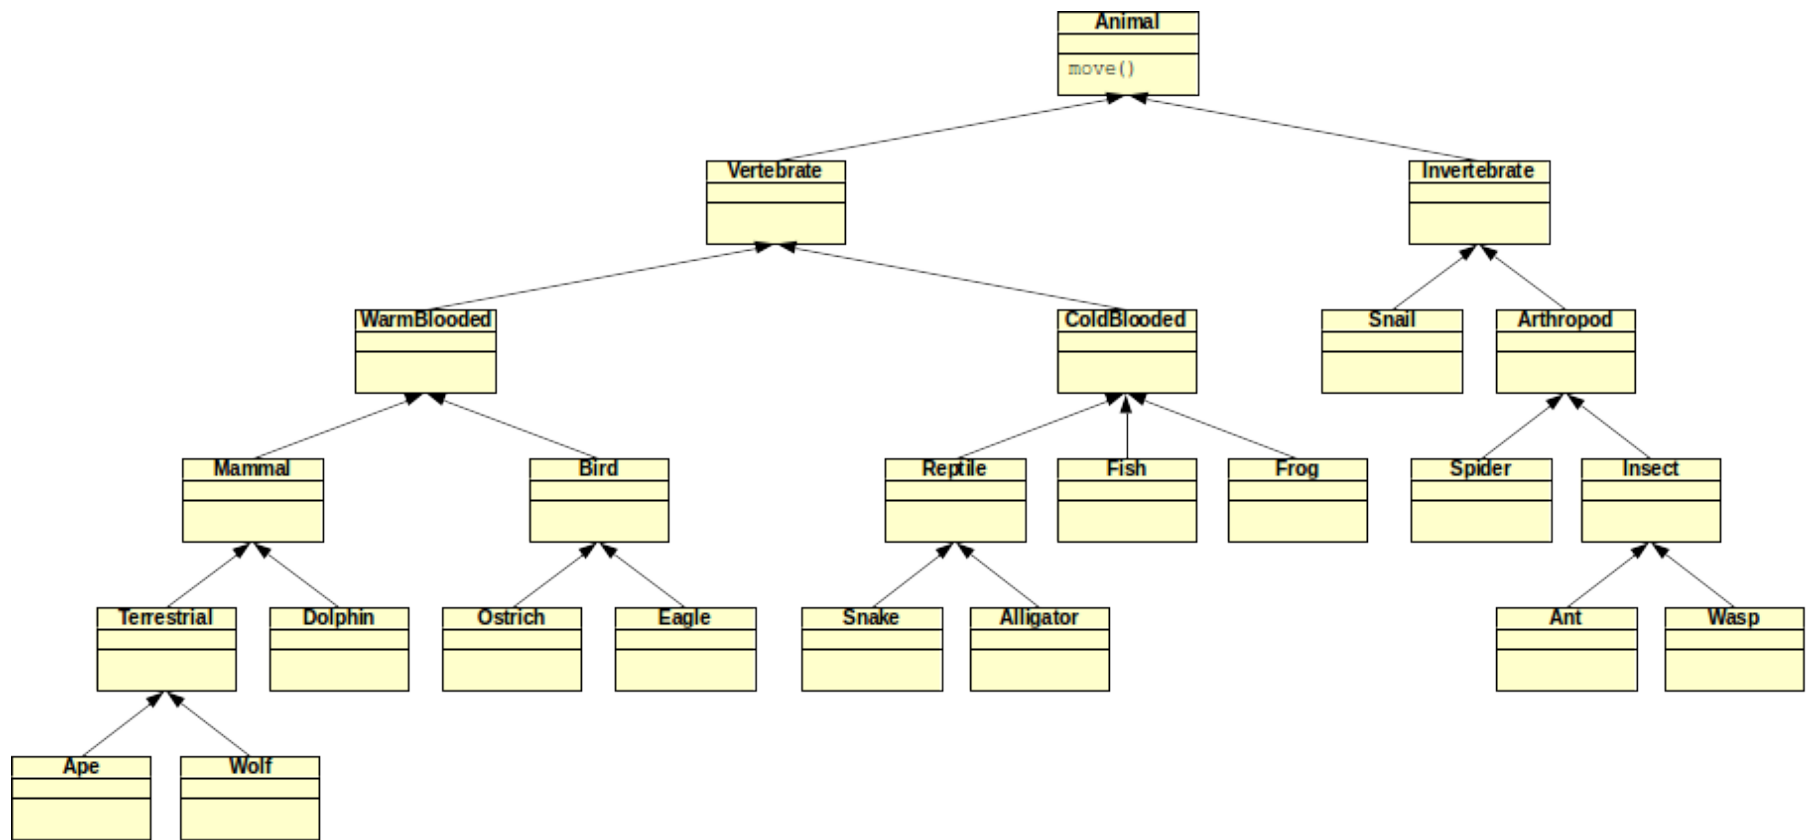 Animal
move()
Vertebrate
Invertebrate
WarmBlooded
ColdBlooded
Snail
Arthropod
Mammal
Bird
Reptile
Fish
Frog
Spider
Insect
Terrestrial
Dolphin
Ostrich
Eagle
Snake
Alligator
Ant
Wasp
Ape
Wolf